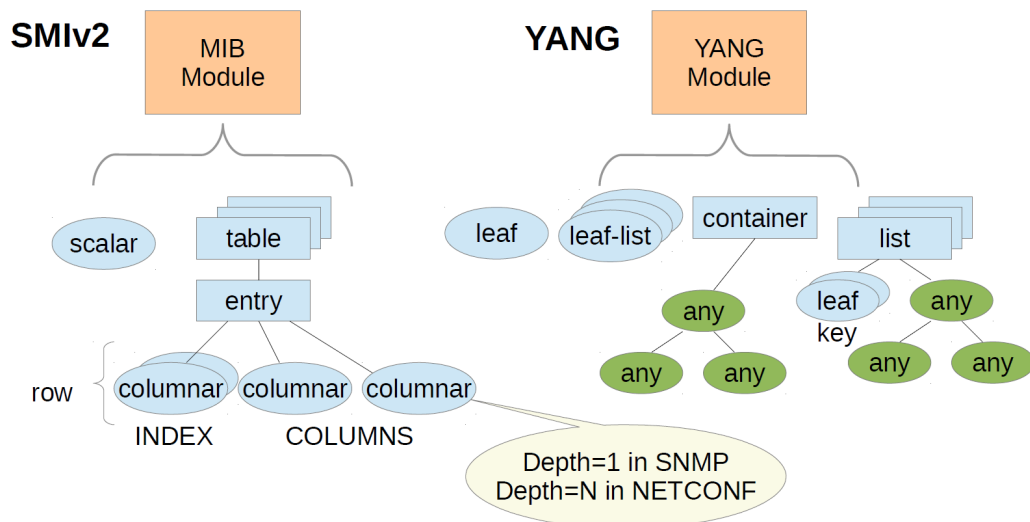 SMIv2
MIB
Module
scalar
table
entry
row
columnar
columnar
columnar
INDEX
COLUMNS
YANG
YANG
Module
leaf
leaf-list
container
list
any
any
any
leaf
key
any
any
any
Depth=1 in SNMP
Depth=N in NETCONF